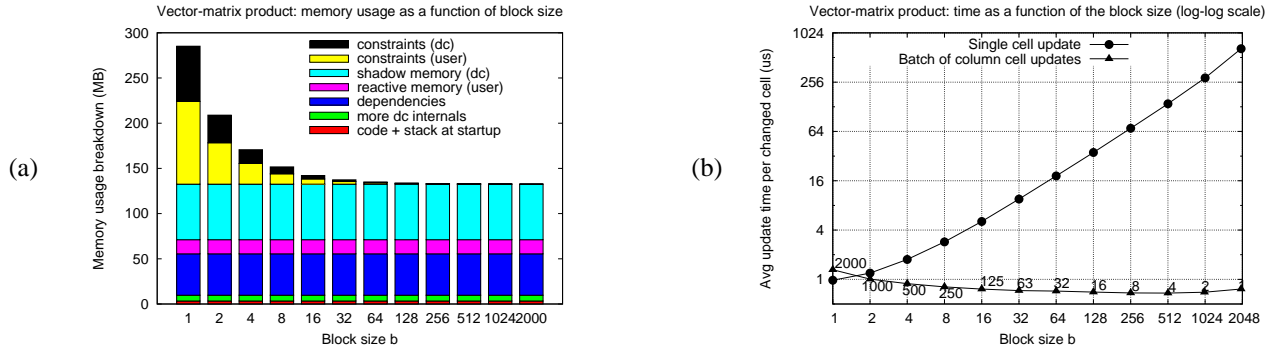 (a)
Vector-matrix product: memory usage as a function of block size
Memory usage breakdown (MB)
300
250
200
150
100
50
0
constraints (dc)
constraints (user)
shadow memory (dc)
reactive memory (user)
dependencies
more dc internals
code + stack at startup
1 2 4 8 16 32 64 128 256 512 1024 2000
Block size b
(b)
Vector-matrix product: time as a function of the block size (log-log scale)
Avg update time per changed cell (us)
1024
256
64
16
4
1
Single cell update
Batch of column cell updates
2000 1000 500 250 125 63 32 16 8 4 2
1 2 4 8 16 32 64 128 256 512 1024 2048
Block size b